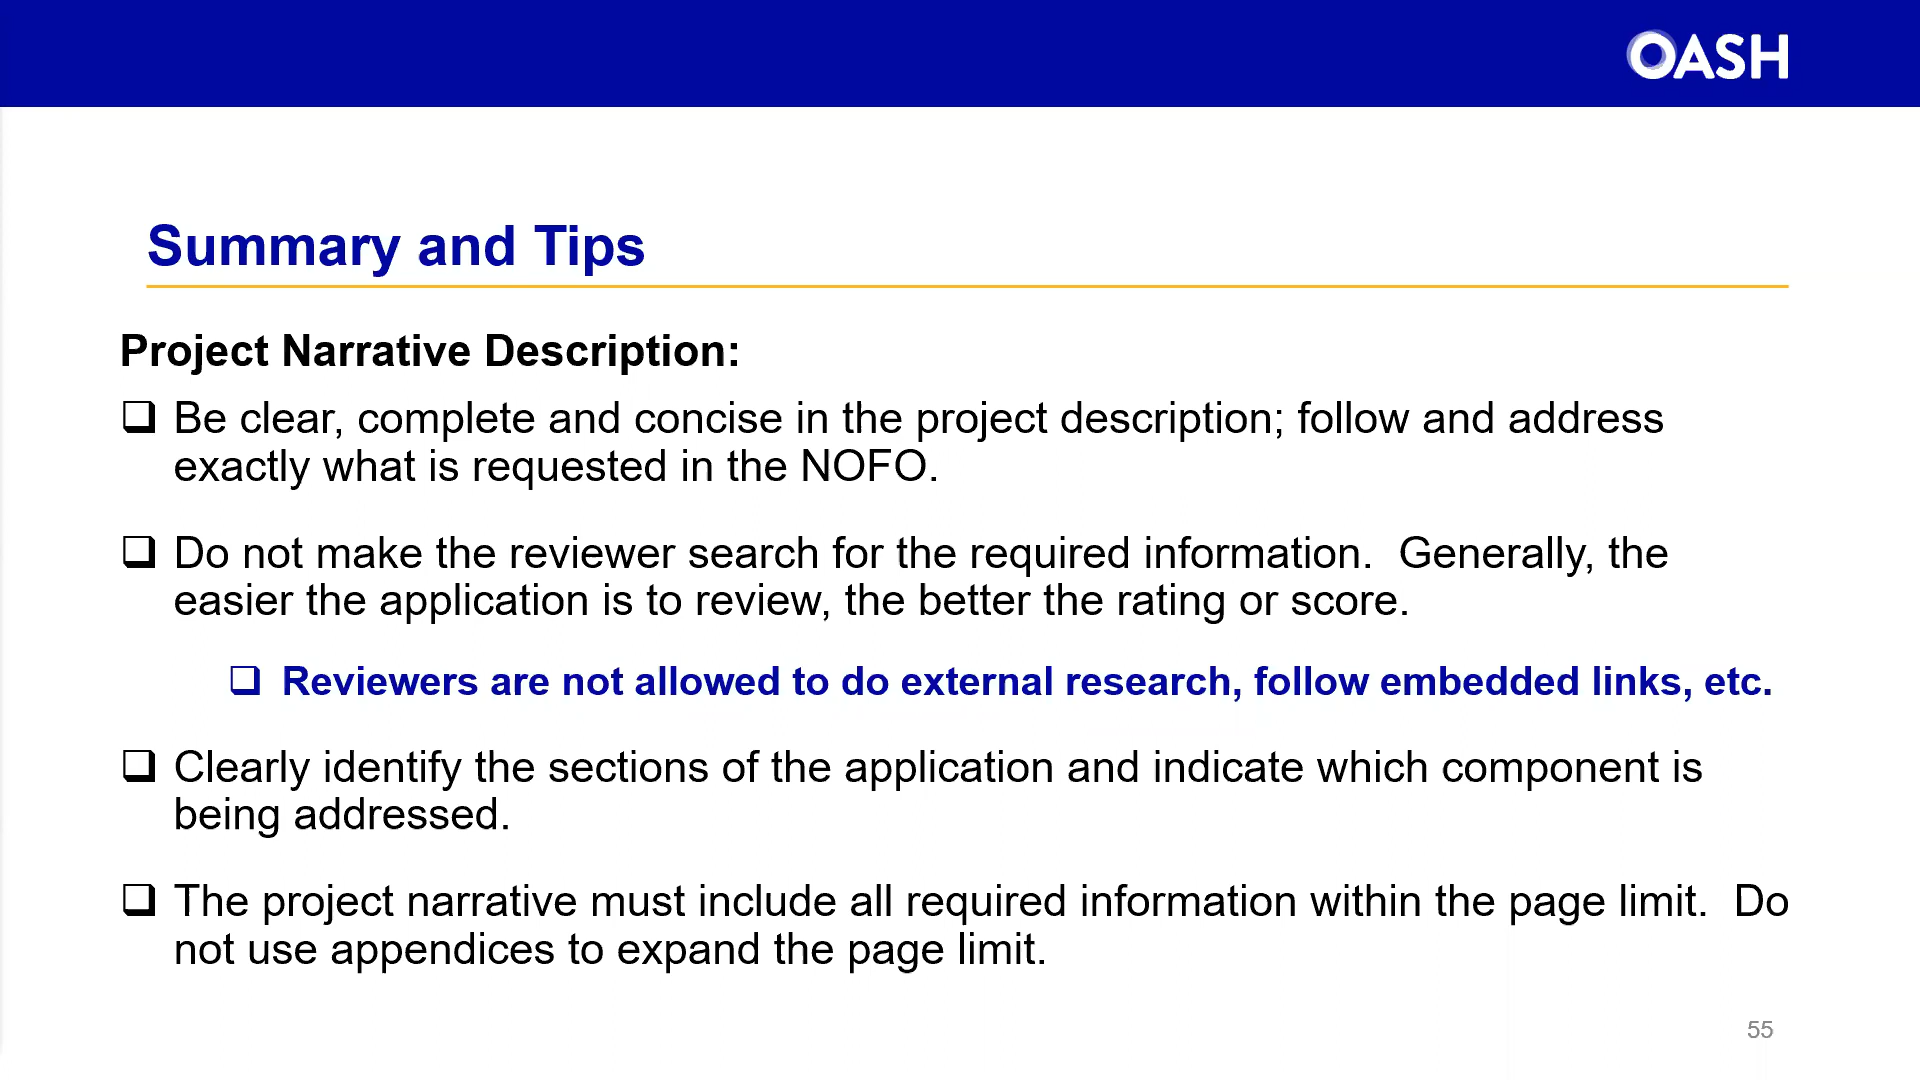 OASH
Summary and Tips
Project Narrative Description:
❑ Be clear, complete and concise in the project description; follow and address
exactly what is requested in the NOFO.
❑ Do not make the reviewer search for the required information.  Generally, the
easier the application is to review, the better the rating or score.
❑ Reviewers are not allowed to do external research, follow embedded links, etc.
❑ Clearly identify the sections of the application and indicate which component is
being addressed.
❑ The project narrative must include all required information within the page limit.  Do
not use appendices to expand the page limit.
55